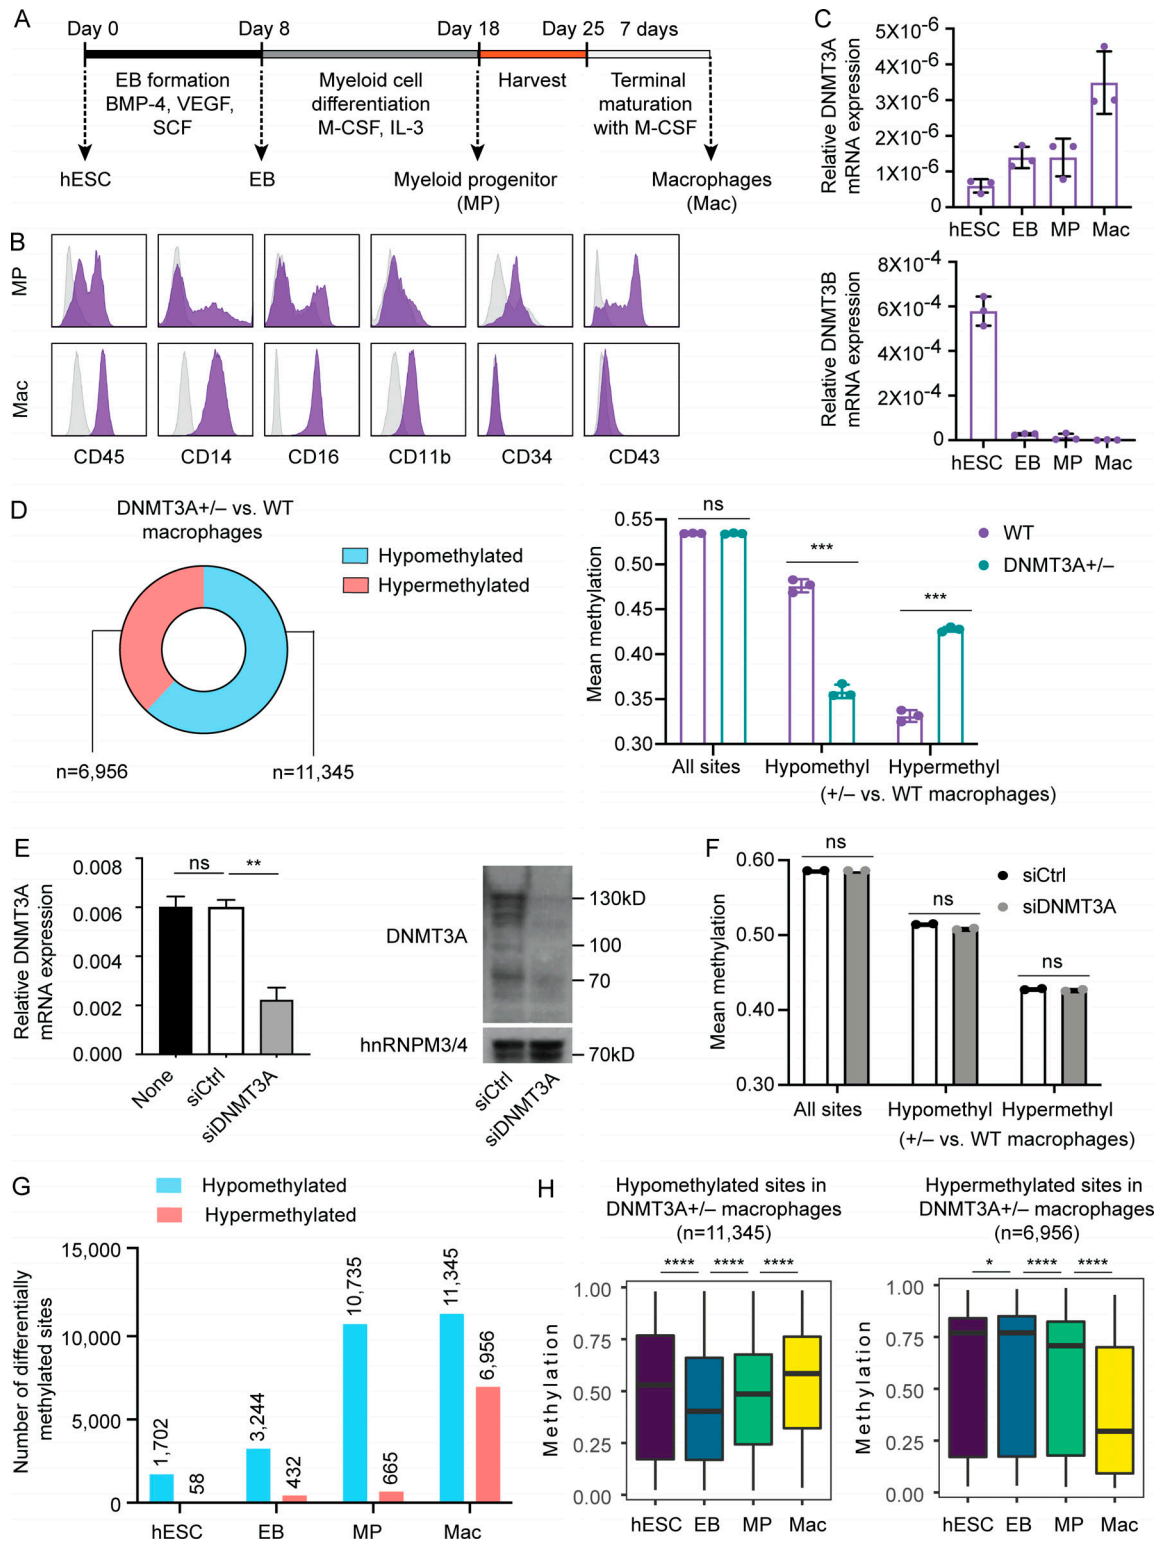 A
Day 0
Day 8
Day 18
Day 25
7 days
EB formation
BMP-4, VEGF,
SCF
Myeloid cell
differentiation
M-CSF, IL-3
Harvest
Terminal
maturation
with M-CSF
hESC
EB
Myeloid progenitor
(MP)
Macrophages
(Mac)
B
MP
Mac
CD45
CD14
CD16
CD11b
CD34
CD43
C
Relative DNMT3A
mRNA expression
5X10⁻⁶
4X10⁻⁶
3X10⁻⁶
2X10⁻⁶
1X10⁻⁶
0
hESC EB MP Mac
Relative DNMT3B
mRNA expression
8X10⁻⁴
6X10⁻⁴
4X10⁻⁴
2X10⁻⁴
0
hESC EB MP Mac
D
DNMT3A+/– vs. WT
macrophages
Hypomethylated
Hypermethylated
n=6,956
n=11,345
Mean methylation
0.55
0.50
0.45
0.40
0.35
0.30
ns
***
***
WT
DNMT3A+/–
All sites
Hypomethyl
Hypermethyl
(+/– vs. WT macrophages)
E
Relative DNMT3A
mRNA expression
0.008
0.006
0.004
0.002
0.000
ns
**
None
siCtrl
siDNMT3A
DNMT3A
130kD
100
70
hnRNPM3/4
70kD
siCtrl
siDNMT3A
F
Mean methylation
0.60
0.50
0.40
0.30
ns
ns
ns
siCtrl
siDNMT3A
All sites
Hypomethyl
Hypermethyl
(+/– vs. WT macrophages)
G
Hypomethylated
Hypermethylated
Number of differentially
methylated sites
15,000
10,000
5,000
0
1,702
58
3,244
432
10,735
665
11,345
6,956
hESC
EB
MP
Mac
H
Hypomethylated sites in
DNMT3A+/– macrophages
(n=11,345)
**** **** ****
Methylation
1.00
0.75
0.50
0.25
0.00
hESC EB MP Mac
Hypermethylated sites in
DNMT3A+/– macrophages
(n=6,956)
* **** ****
Methylation
1.00
0.75
0.50
0.25
0.00
hESC EB MP Mac